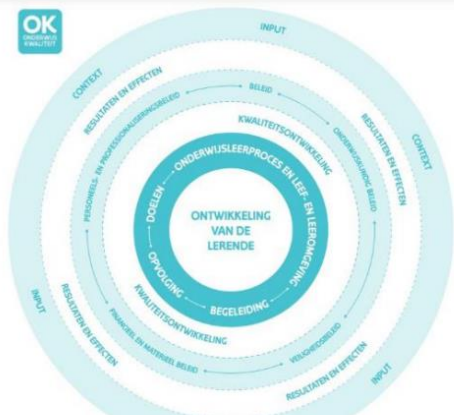 OK
ONDERWIJS
KWALITEIT
INPUT
CONTEXT
CONTEXT
RESULTATEN EN EFFECTEN
RESULTATEN EN EFFECTEN
BELEID
PERSONEELS- EN PROFESSIONALISERINGSBELEID
ONDERWIJSKUNDIG BELEID
KWALITEITSONTWIKKELING
ONDERWIJSLEERPROCES EN LEEF- EN LEEROMGEVING
DOELEN
ONTWIKKELING
VAN DE
LERENDE
OPVOLGING
BEGELEIDING
KWALITEITSONTWIKKELING
FINANCIEEL EN MATERIEEL BELEID
VEILIGHEIDSBELEID
RESULTATEN EN EFFECTEN
RESULTATEN EN EFFECTEN
INPUT
INPUT